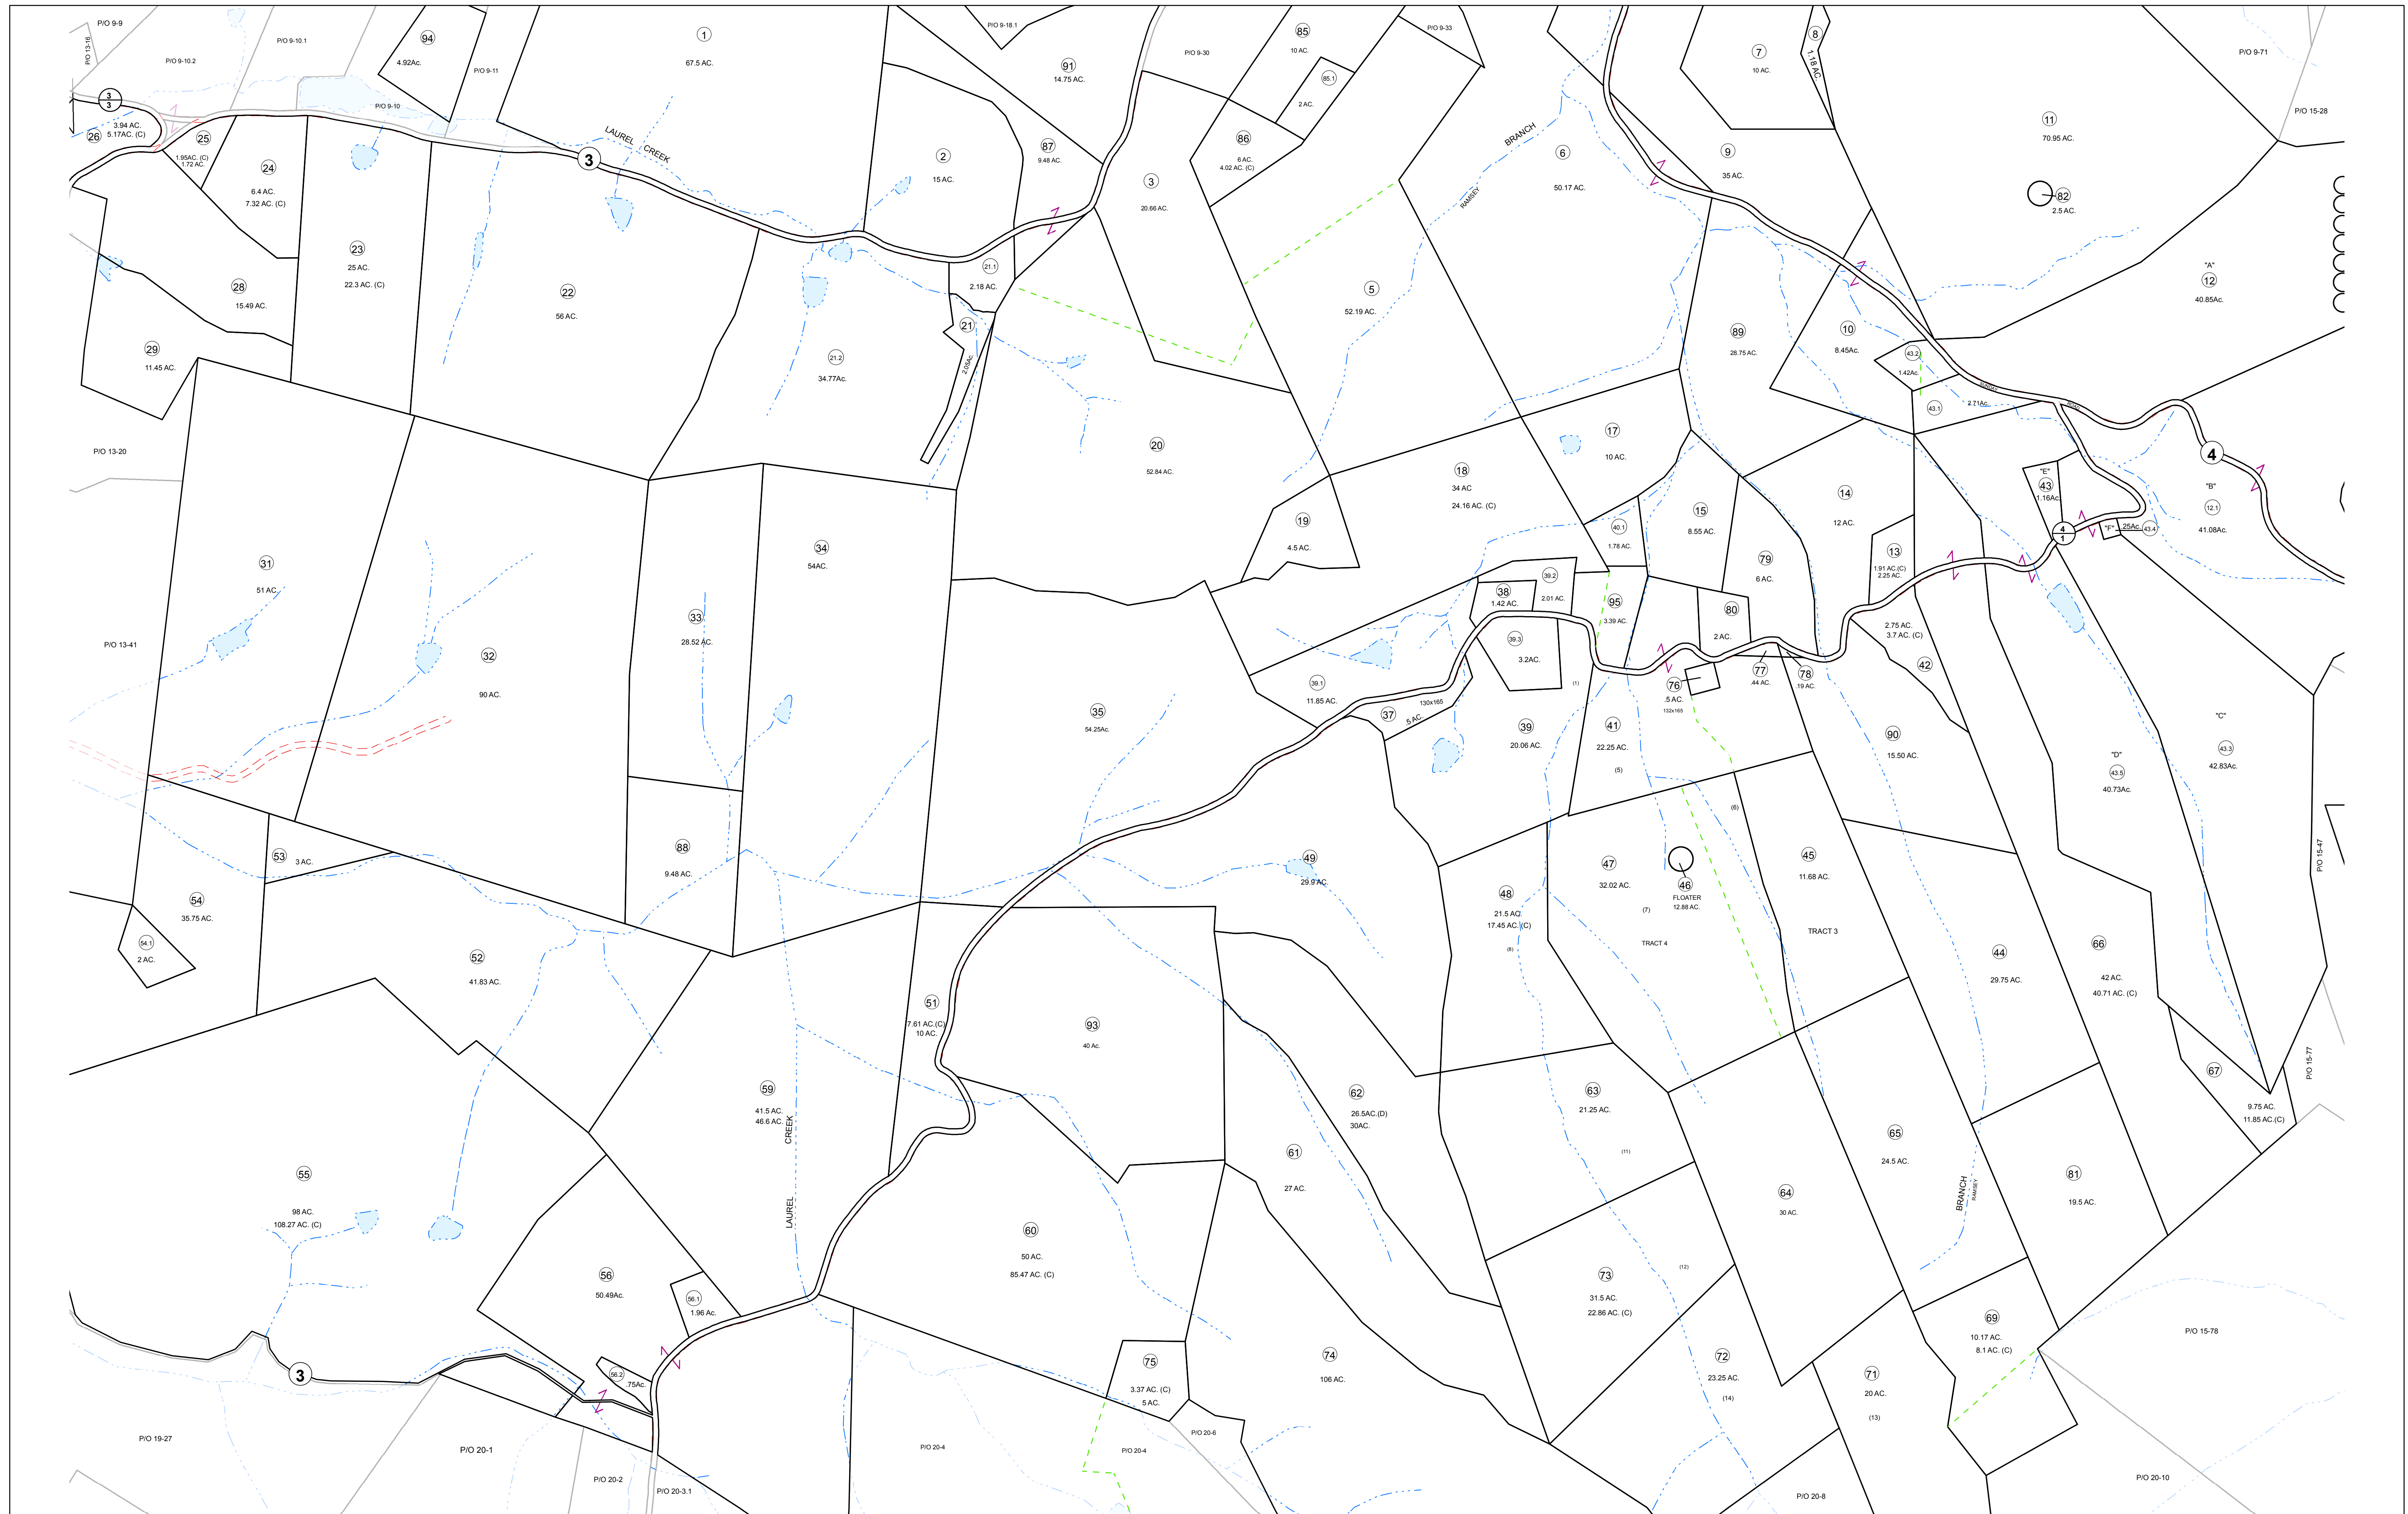 P/O 9-9
P/O 13-16
P/O 9-10.2
P/O 9-10.1
94
4.92Ac.
P/O 9-11
P/O 9-10
1
67.5 AC.
P/O 9-18.1
91
14.75 AC.
P/O 9-30
85
10 AC.
85.1
2 AC.
P/O 9-33
7
10 AC.
8
1.18 AC.
P/O 9-71
P/O 15-28
3
3
26
3.94 AC.
5.17AC. (C)
25
1.95AC. (C)
1.72 AC.
24
6.4 AC.
7.32 AC. (C)
LAUREL
CREEK
3
2
15 AC.
87
9.48 AC.
3
20.66 AC.
86
6 AC.
4.02 AC. (C)
BRANCH
RAMSEY
6
50.17 AC.
9
35 AC.
11
70.95 AC.
82
2.5 AC.
28
15.49 AC.
23
25 AC.
22.3 AC. (C)
22
56 AC.
21.1
2.18 AC.
21
2.05Ac.
21.2
34.77Ac.
5
52.19 AC.
89
28.75 AC.
10
8.45Ac.
"A"
12
40.85Ac.
29
11.45 AC.
43.2
1.42Ac.
43.1
2.71Ac.
P/O 13-20
20
52.84 AC.
17
10 AC.
18
34 AC
24.16 AC. (C)
4
"E"
43
1.16Ac.
"B"
12.1
41.08Ac.
14
12 AC.
15
8.55 AC.
19
4.5 AC.
40.1
1.78 AC.
"F"
.25Ac.
43.4
4
1
31
51 AC.
34
54AC.
13
1.91 AC.(C)
2.25 AC.
79
6 AC.
39.2
2.01 AC.
38
1.42 AC.
95
3.39 AC.
80
2 AC.
33
28.52 AC.
P/O 13-41
32
90 AC.
39.3
3.2AC.
2.75 AC.
3.7 AC. (C)
42
39.1
11.85 AC.
(1)
76
.5 AC.
132x165
77
.44 AC.
78
.19 AC.
35
54.25Ac.
37
130x165
.5 AC.
39
20.06 AC.
41
22.25 AC.
(5)
90
15.50 AC.
"C"
43.3
42.83Ac.
"D"
43.5
40.73Ac.
(6)
88
9.48 AC.
53
3 AC.
49
29.9 AC.
47
32.02 AC.
(7)
TRACT 4
46
FLOATER
12.88 AC.
45
11.68 AC.
TRACT 3
P/O 15-47
54
35.75 AC.
48
21.5 AC.
17.45 AC. (C)
(8)
54.1
2 AC.
52
41.83 AC.
44
29.75 AC.
66
42 AC.
40.71 AC. (C)
51
7.61 AC.(C)
10 AC.
93
40 Ac.
P/O 15-77
67
9.75 AC.
11.85 AC.(C)
59
41.5 AC.
46.6 AC.
CREEK
LAUREL
62
26.5AC.(D)
30AC.
63
21.25 AC.
(11)
65
24.5 AC.
61
27 AC.
55
98 AC.
108.27 AC. (C)
64
30 AC.
BRANCH
RAMSEY
81
19.5 AC.
60
50 AC.
85.47 AC. (C)
56
50.49Ac.
56.1
1.96 Ac.
73
31.5 AC.
22.86 AC. (C)
(12)
69
10.17 AC.
8.1 AC. (C)
P/O 15-78
3
56.2
.75Ac.
75
3.37 AC. (C)
5 AC.
74
106 AC.
72
23.25 AC.
(14)
71
20 AC.
(13)
P/O 19-27
P/O 20-1
P/O 20-2
P/O 20-3.1
P/O 20-4
P/O 20-4
P/O 20-6
P/O 20-8
P/O 20-10